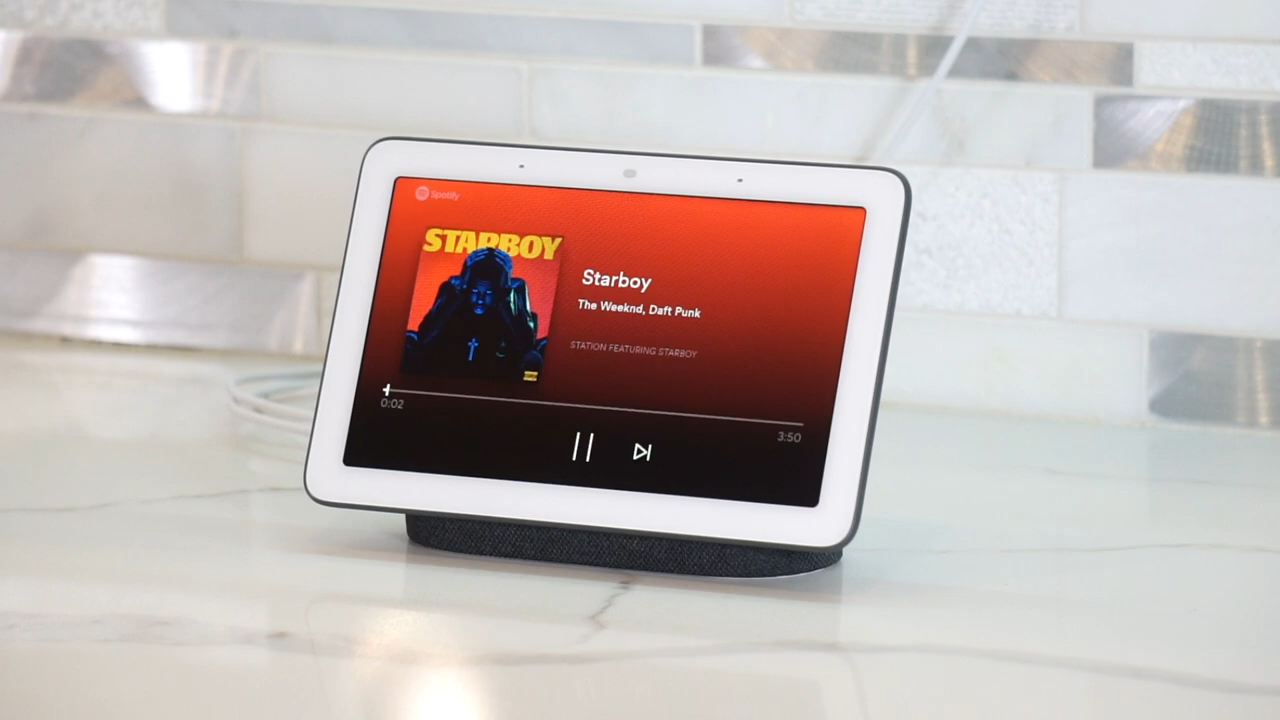 Spotify
STARBOY
Starboy
The Weeknd, Daft Punk
STATION FEATURING STARBOY
0:02
3:50